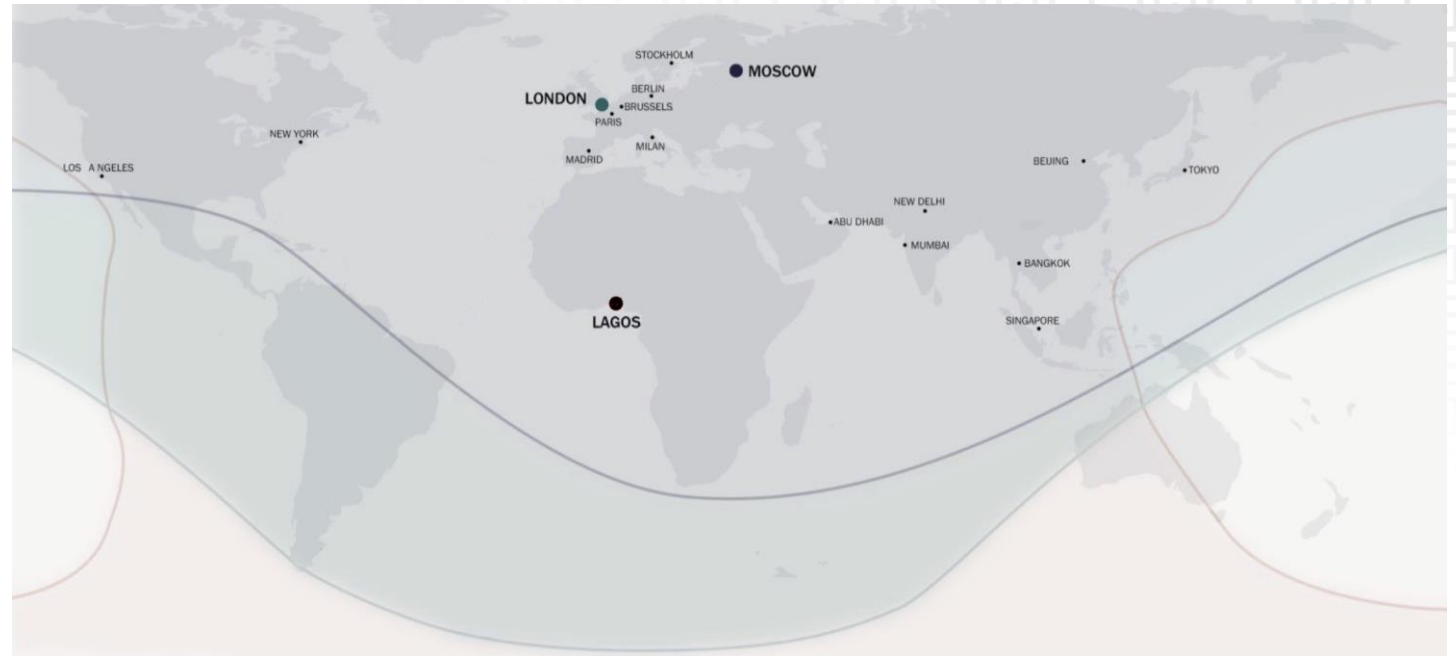 STOCKHOLM
MOSCOW
BERLIN
LONDON
BRUSSELS
PARIS
NEW YORK
MILAN
MADRID
LOS A NGELES
BEIJING
TOKYO
NEW DELHI
ABU DHABI
MUMBAI
BANGKOK
SINGAPORE
LAGOS